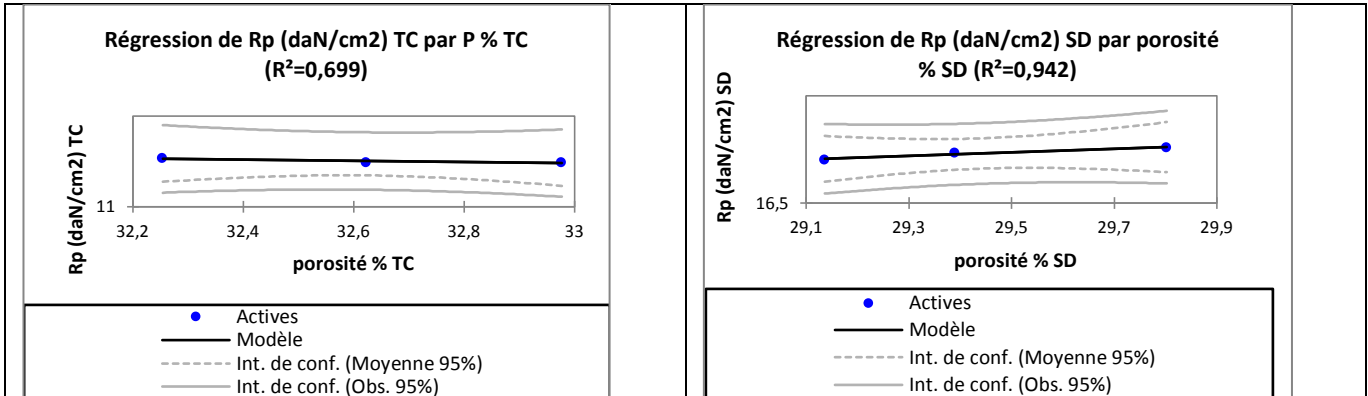 Régression de Rp (daN/cm2) TC par P % TC
(R²=0,699)
Rp (daN/cm2) TC
11
32,2 32,4 32,6 32,8 33
porosité % TC
Actives
Modèle
Int. de conf. (Moyenne 95%)
Int. de conf. (Obs. 95%)
Régression de Rp (daN/cm2) SD par porosité
% SD (R²=0,942)
Rp (daN/cm2) SD
16,5
29,1 29,3 29,5 29,7 29,9
porosité % SD
Actives
Modèle
Int. de conf. (Moyenne 95%)
Int. de conf. (Obs. 95%)